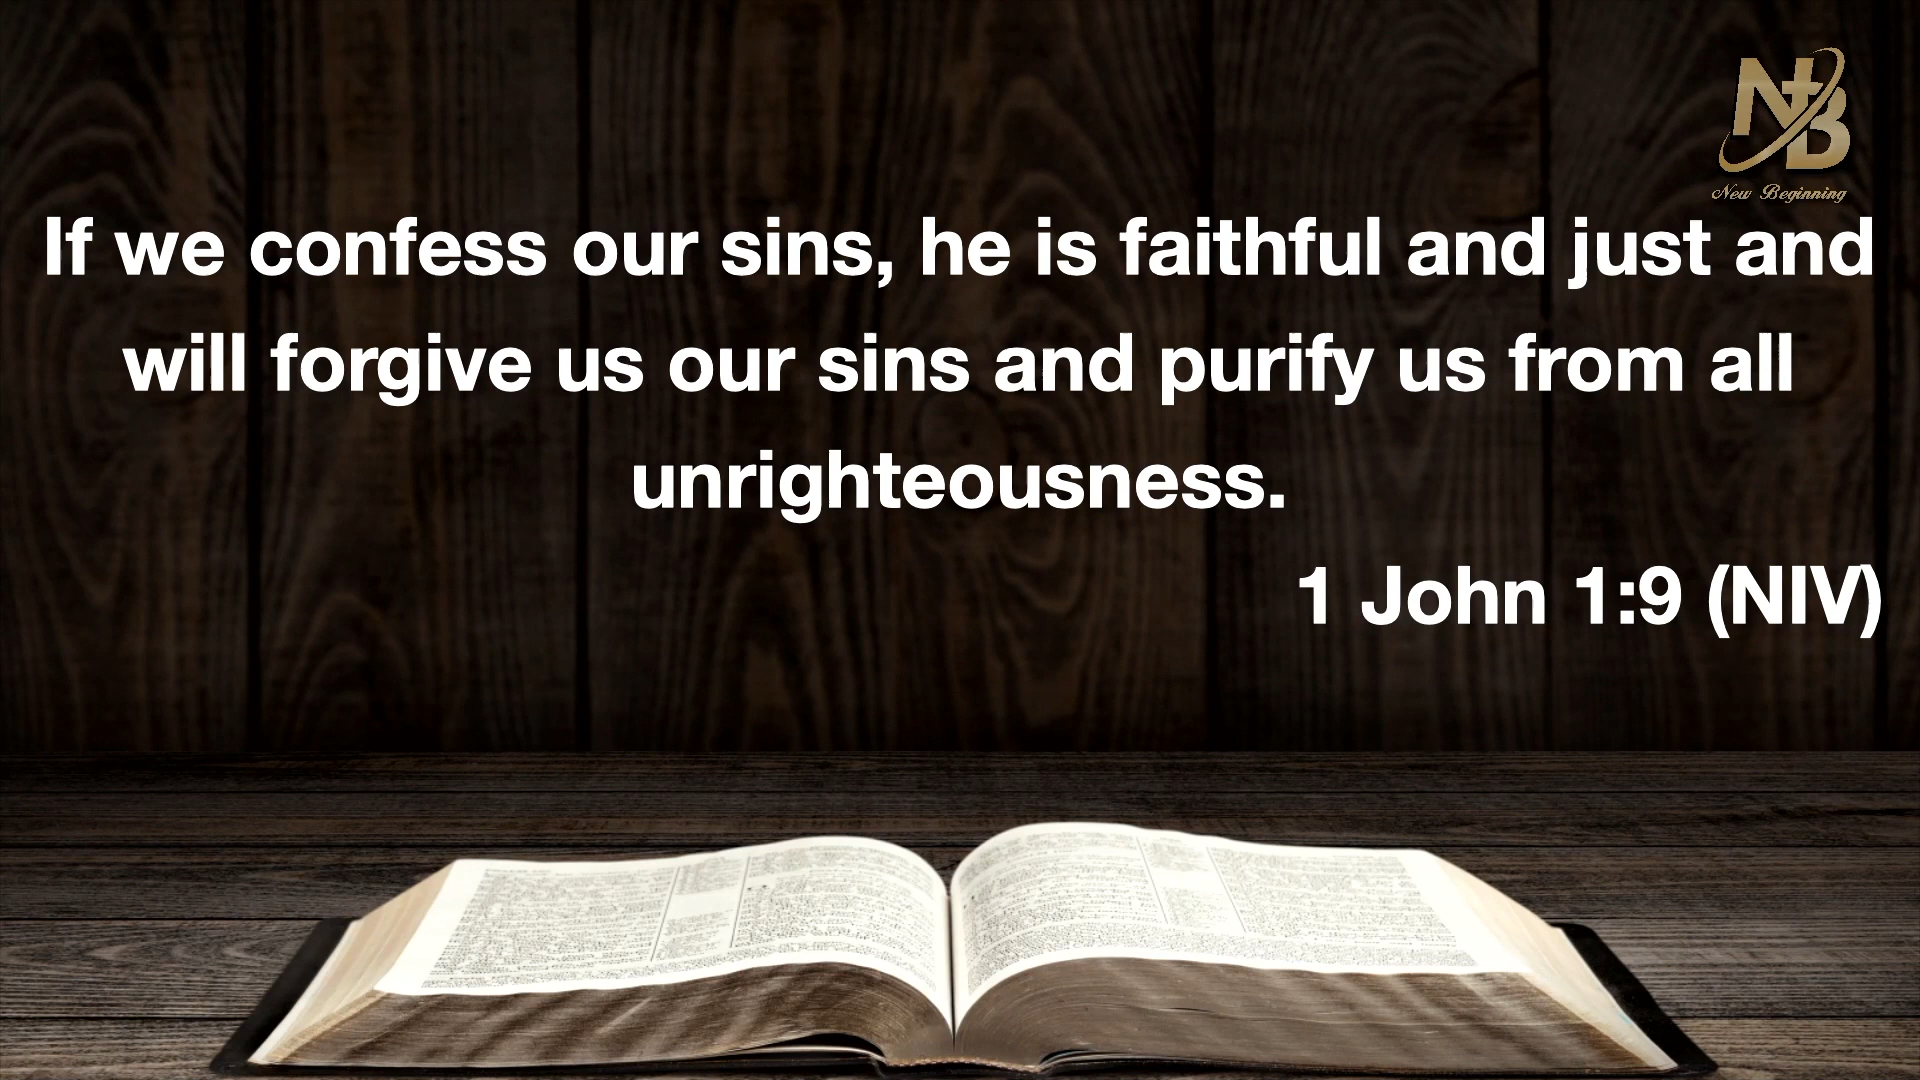 NB
New Beginning
If we confess our sins, he is faithful and just and
will forgive us our sins and purify us from all
unrighteousness.
1 John 1:9 (NIV)